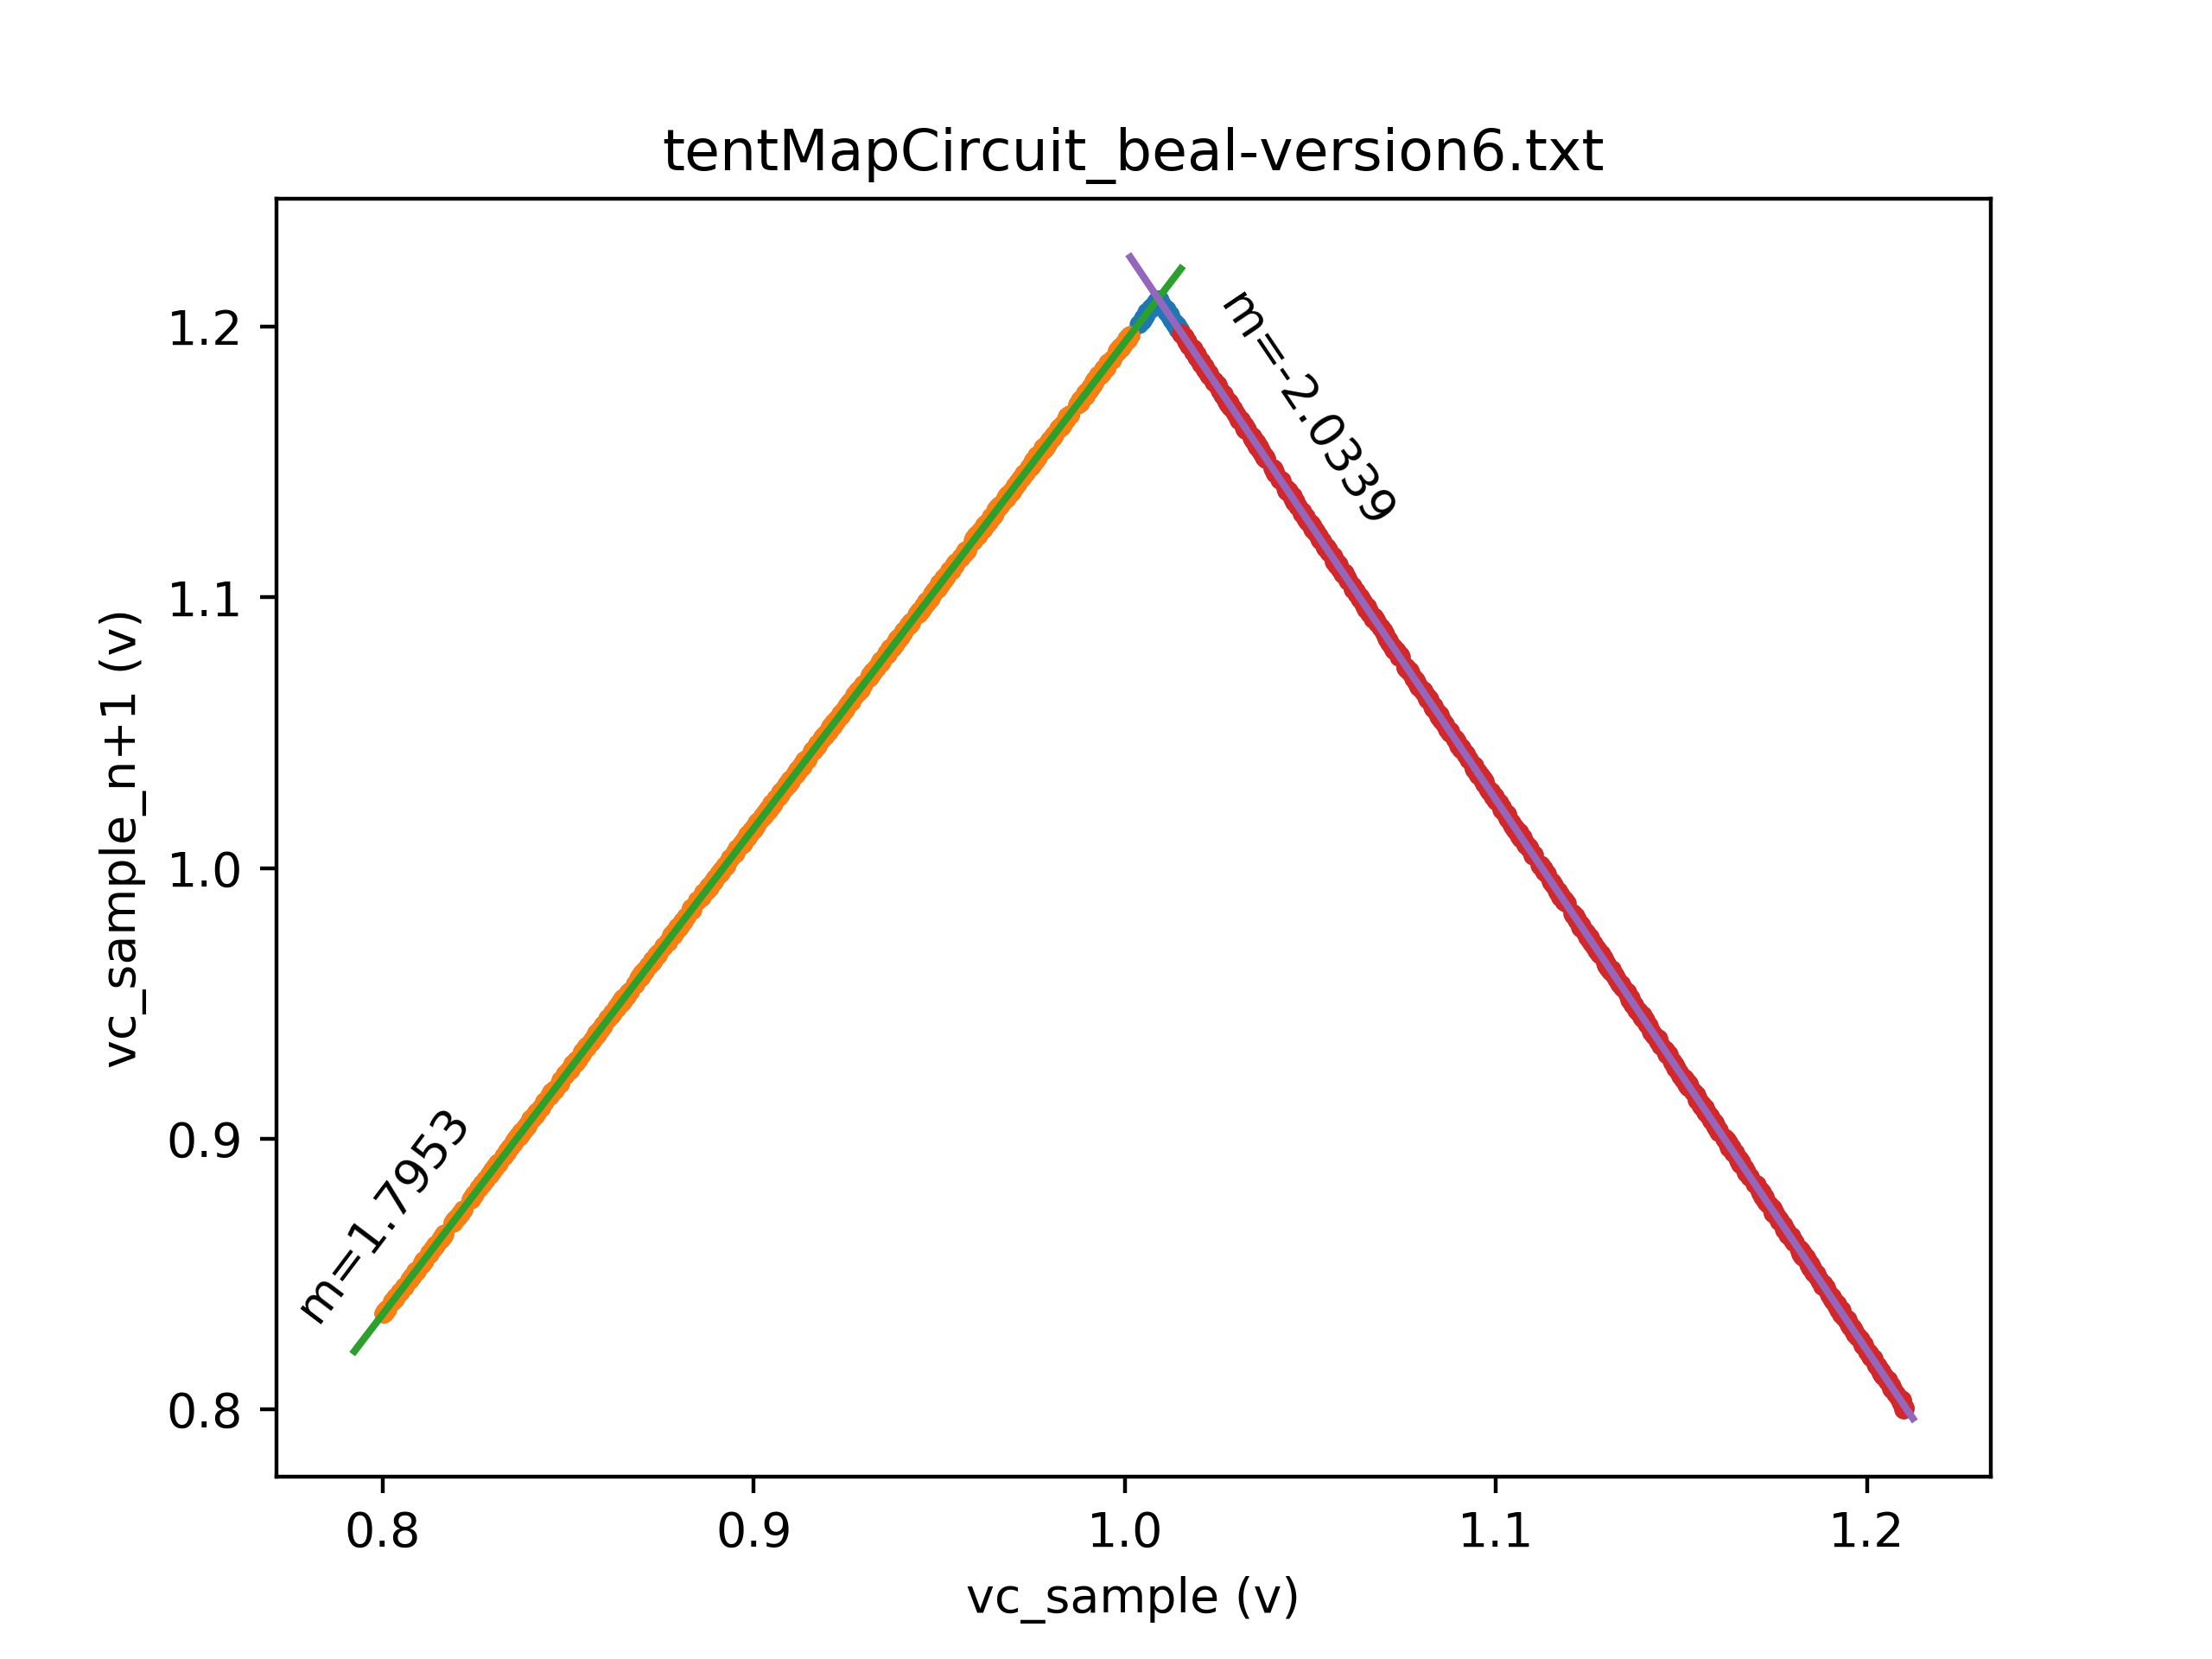 tentMapCircuit_beal-version6.txt
vc_sample_n+1 (v)
1.2
1.1
1.0
0.9
0.8
m=1.7953
m=-2.0339
0.8 0.9 1.0 1.1 1.2
vc_sample (v)